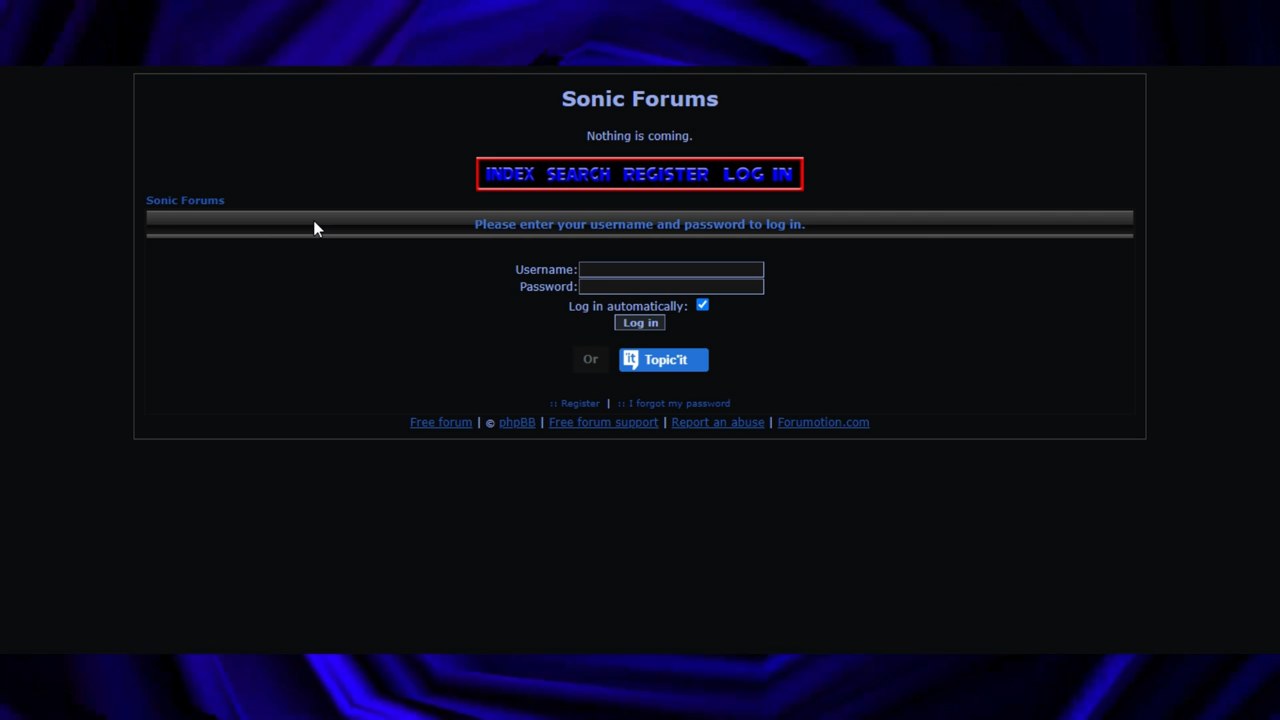 Sonic Forums
Nothing is coming.
INDEX SEARCH REGISTER LOG IN
Sonic Forums
Please enter your username and password to log in.
Username:
Password:
Log in automatically:
Log in
Or 'it Topic'it
:: Register | :: I forgot my password
Free forum | © phpBB | Free forum support | Report an abuse | Forumotion.com